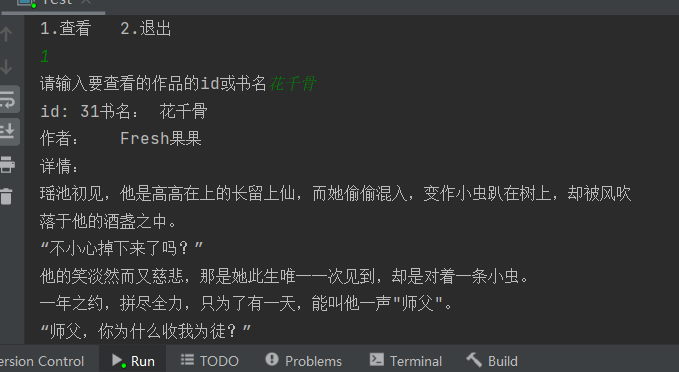 Test
1.查看 2.退出
1
请输入要查看的作品的id或书名花千骨
id: 31书名: 花千骨
作者: Fresh果果
详情:
瑶池初见，他是高高在上的长留上仙，而她偷偷混入，变作小虫趴在树上，却被风吹
落于他的酒盏之中。
“不小心掉下来了吗？”
他的笑淡然而又慈悲，那是她此生唯一一次见到，却是对着一条小虫。
一年之约，拼尽全力，只为了有一天，能叫他一声"师父"。
“师父，你为什么收我为徒？”
ersion Control Run TODO Problems Terminal Build